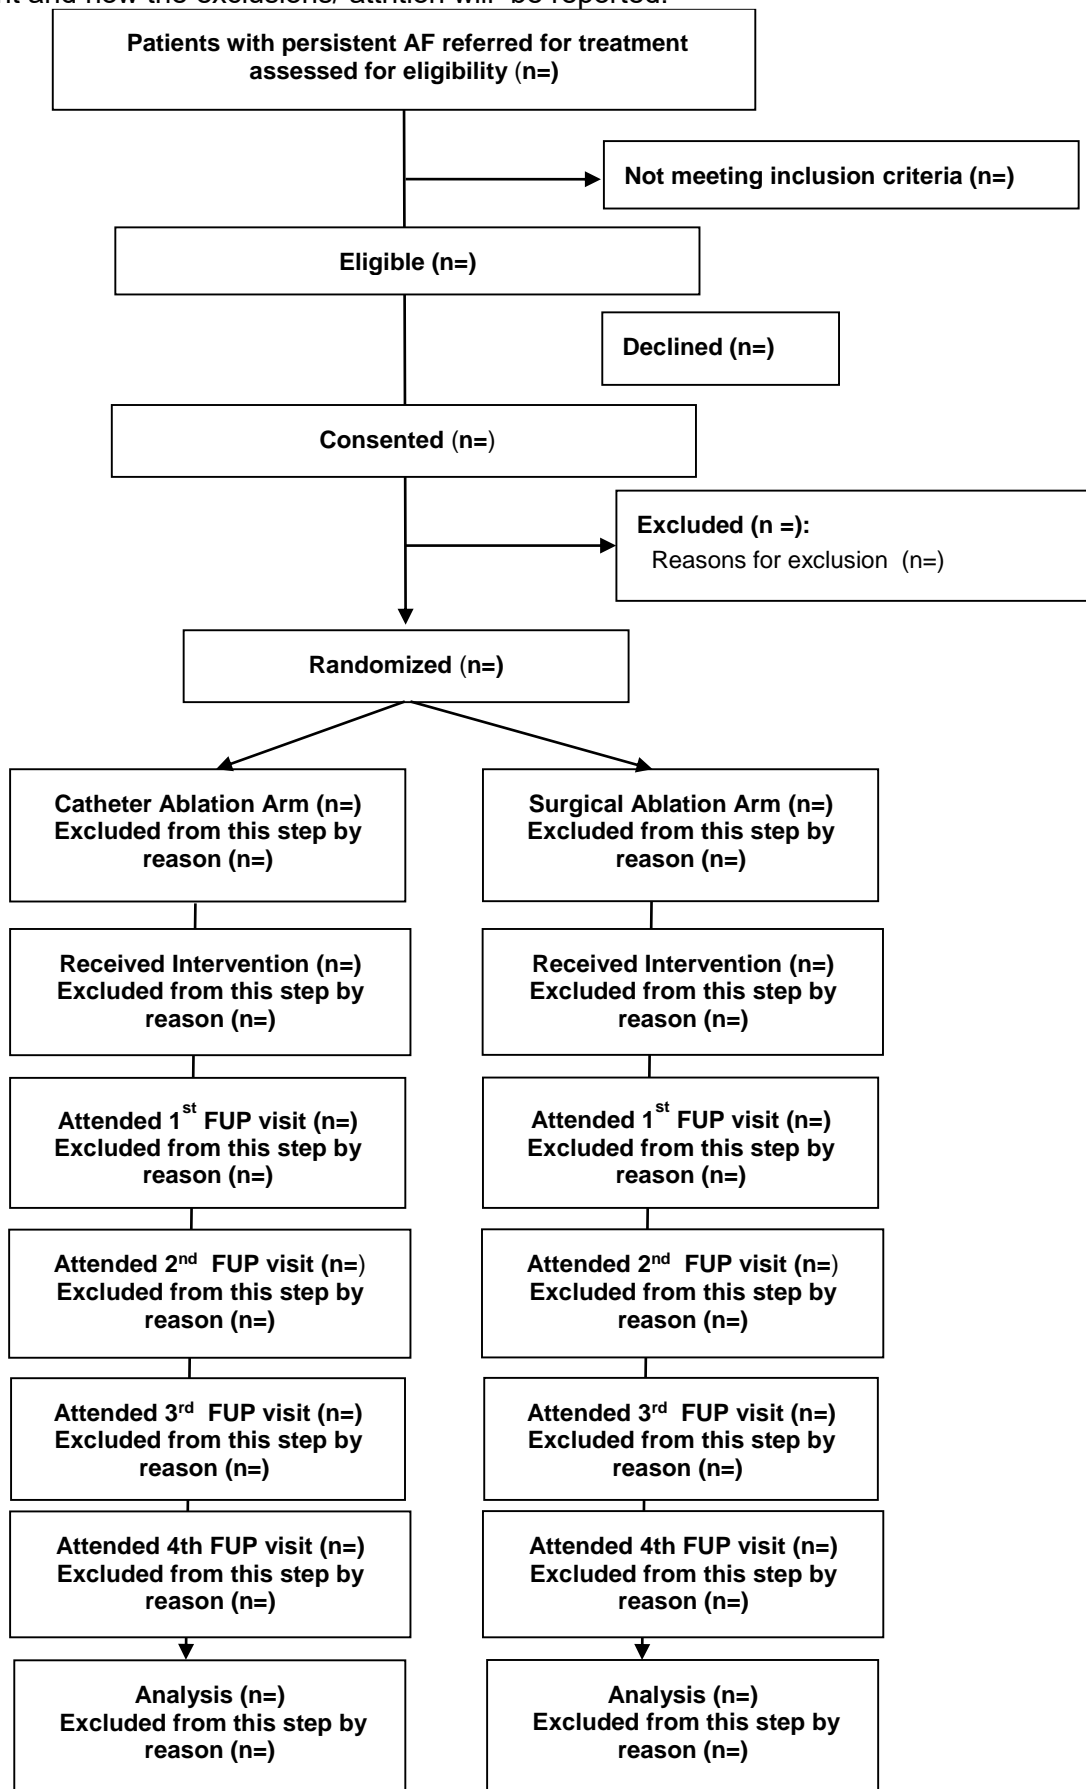 nt and how the exclusions/ attrition will be reported.
Patients with persistent AF referred for treatment
assessed for eligibility (n=)
Not meeting inclusion criteria (n=)
Eligible (n=)
Declined (n=)
Consented (n=)
Excluded (n =):
Reasons for exclusion (n=)
Randomized (n=)
Catheter Ablation Arm (n=)
Excluded from this step by
reason (n=)
Surgical Ablation Arm (n=)
Excluded from this step by
reason (n=)
Received Intervention (n=)
Excluded from this step by
reason (n=)
Received Intervention (n=)
Excluded from this step by
reason (n=)
Attended 1st FUP visit (n=)
Excluded from this step by
reason (n=)
Attended 1st FUP visit (n=)
Excluded from this step by
reason (n=)
Attended 2nd FUP visit (n=)
Excluded from this step by
reason (n=)
Attended 2nd FUP visit (n=)
Excluded from this step by
reason (n=)
Attended 3rd FUP visit (n=)
Excluded from this step by
reason (n=)
Attended 3rd FUP visit (n=)
Excluded from this step by
reason (n=)
Attended 4th FUP visit (n=)
Excluded from this step by
reason (n=)
Attended 4th FUP visit (n=)
Excluded from this step by
reason (n=)
Analysis (n=)
Excluded from this step by
reason (n=)
Analysis (n=)
Excluded from this step by
reason (n=)